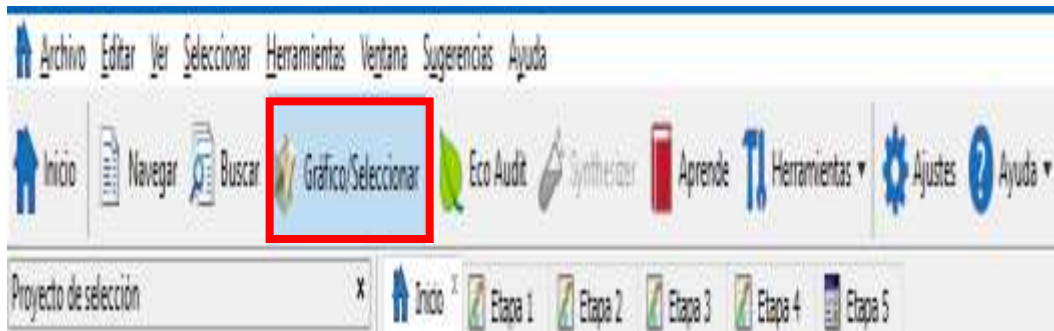 Archivo Editar Ver Seleccionar Herramientas Ventana Sugerencias Ayuda
Inicio Navegar Buscar Gráfico/Seleccionar Eco Audit Synthesizer Aprende Herramientas Ajustes ? Ayuda
Proyecto de selección x Inicio x Etapa 1 Etapa 2 Etapa 3 Etapa 4 Etapa 5